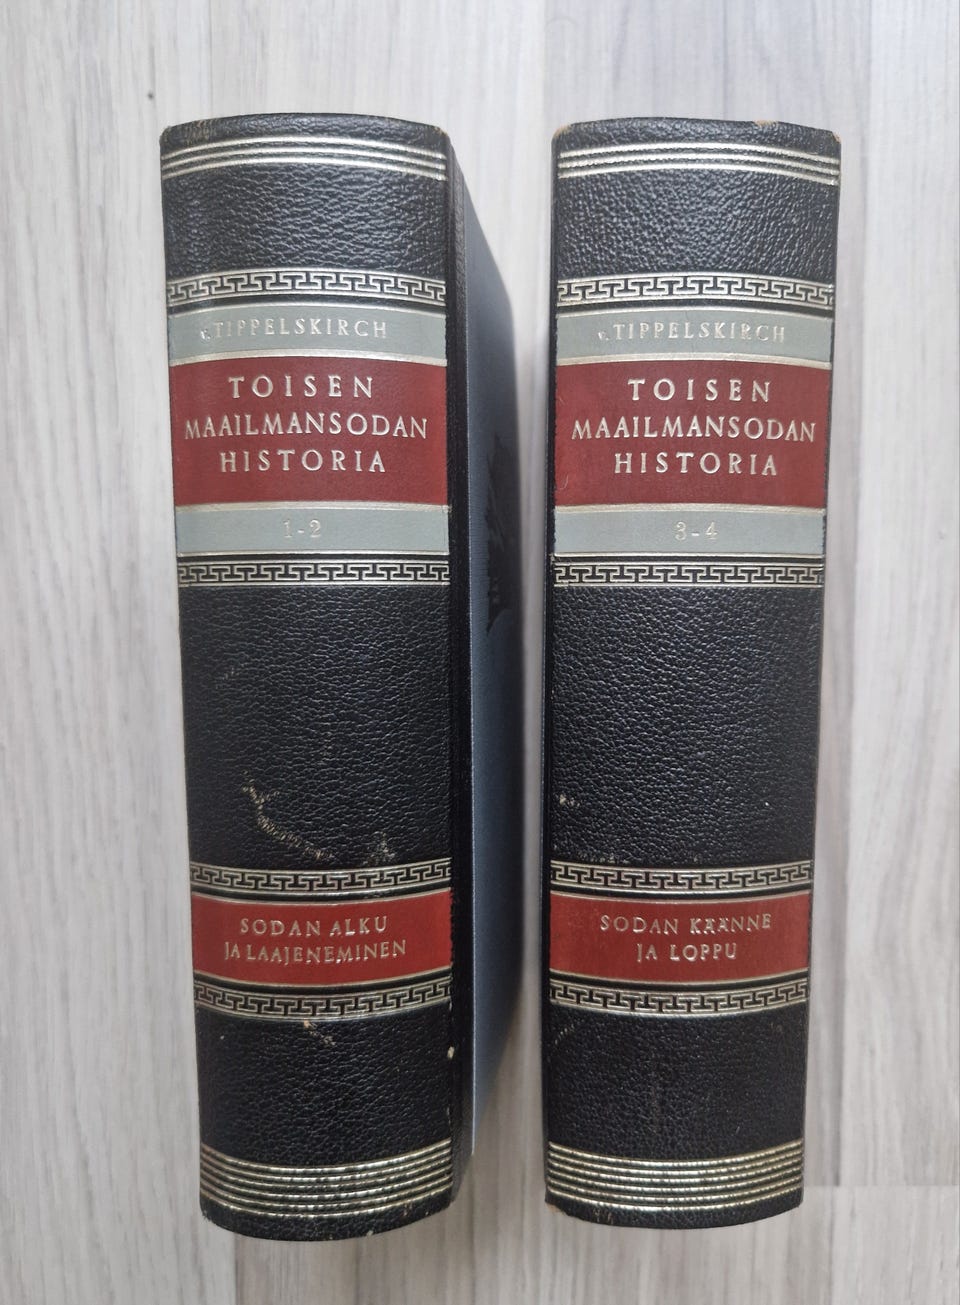 v. TIPPELSKIRCH
TOISEN
MAAILMANSODAN
HISTORIA
1-2
SODAN ALKU
JA LAAJENEMINEN
v. TIPPELSKIRCH
TOISEN
MAAILMANSODAN
HISTORIA
3-4
SODAN KÄÄNNE
JA LOPPU